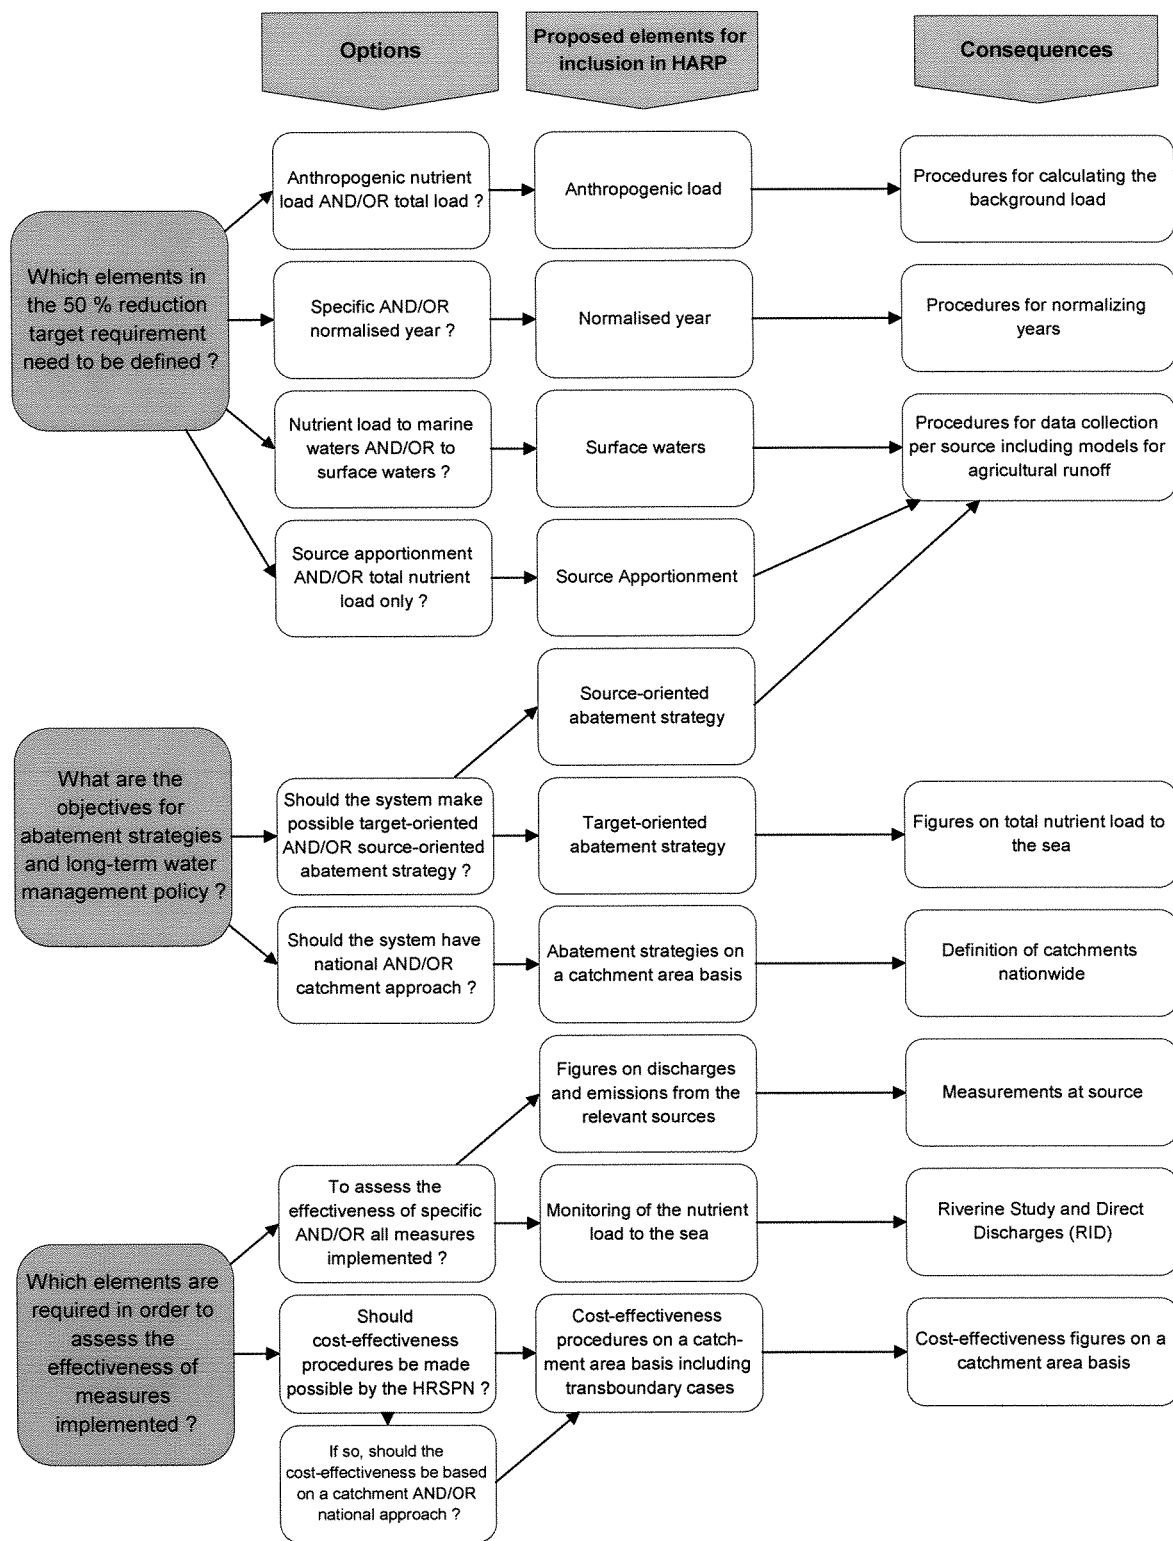 Options
Proposed elements for
inclusion in HARP
Consequences
Which elements in
the 50 % reduction
target requirement
need to be defined ?
Anthropogenic nutrient
load AND/OR total load ?
Anthropogenic load
Procedures for calculating the
background load
Specific AND/OR
normalised year ?
Normalised year
Procedures for normalizing
years
Nutrient load to marine
waters AND/OR to
surface waters ?
Surface waters
Procedures for data collection
per source including models for
agricultural runoff
Source apportionment
AND/OR total nutrient
load only ?
Source Apportionment
What are the
objectives for
abatement strategies
and long-term water
management policy ?
Source-oriented
abatement strategy
Should the system make
possible target-oriented
AND/OR source-oriented
abatement strategy ?
Target-oriented
abatement strategy
Figures on total nutrient load to
the sea
Should the system have
national AND/OR
catchment approach ?
Abatement strategies on
a catchment area basis
Definition of catchments
nationwide
Which elements are
required in order to
assess the
effectiveness of
measures
implemented ?
Figures on discharges
and emissions from the
relevant sources
Measurements at source
To assess the
effectiveness of specific
AND/OR all measures
implemented ?
Monitoring of the nutrient
load to the sea
Riverine Study and Direct
Discharges (RID)
Should
cost-effectiveness
procedures be made
possible by the HRSPN ?
Cost-effectiveness
procedures on a catch-
ment area basis including
transboundary cases
Cost-effectiveness figures on a
catchment area basis
If so, should the
cost-effectiveness be based
on a catchment AND/OR
national approach ?